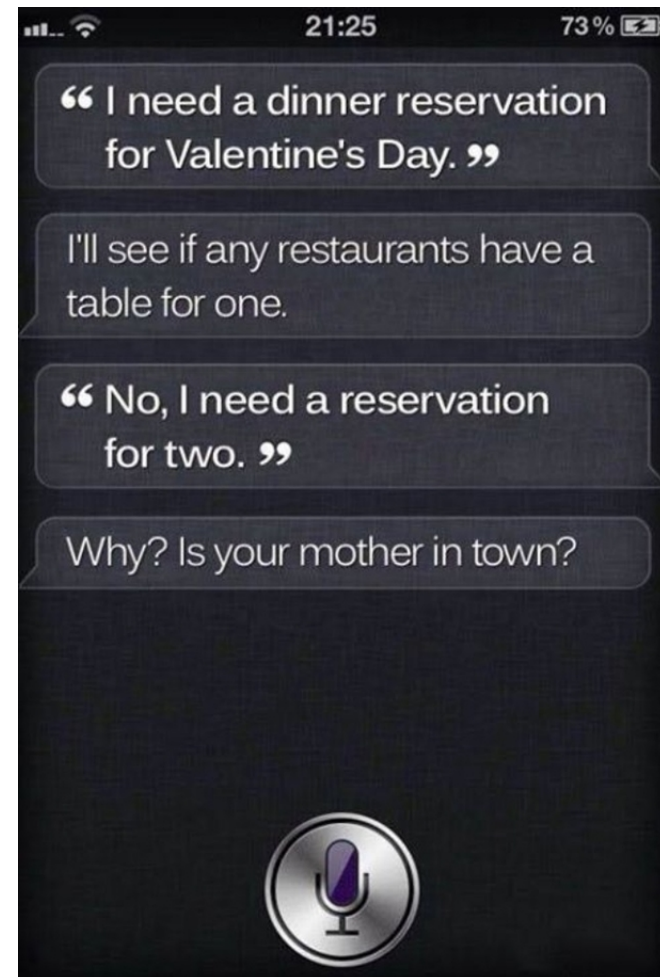 21:25 73%
“ I need a dinner reservation
for Valentine's Day. ”
I'll see if any restaurants have a
table for one.
“ No, I need a reservation
for two. ”
Why? Is your mother in town?